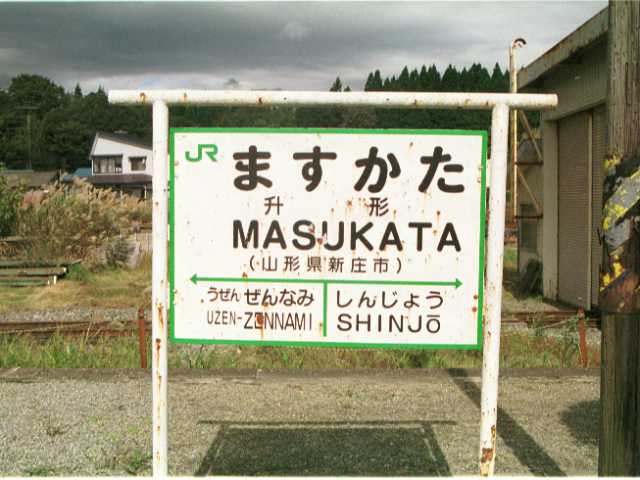 JR ますかた
升形
MASUKATA
(山形県新庄市)
うぜんぜんなみ しんじょう
UZEN-ZENNAMI SHINJŌ